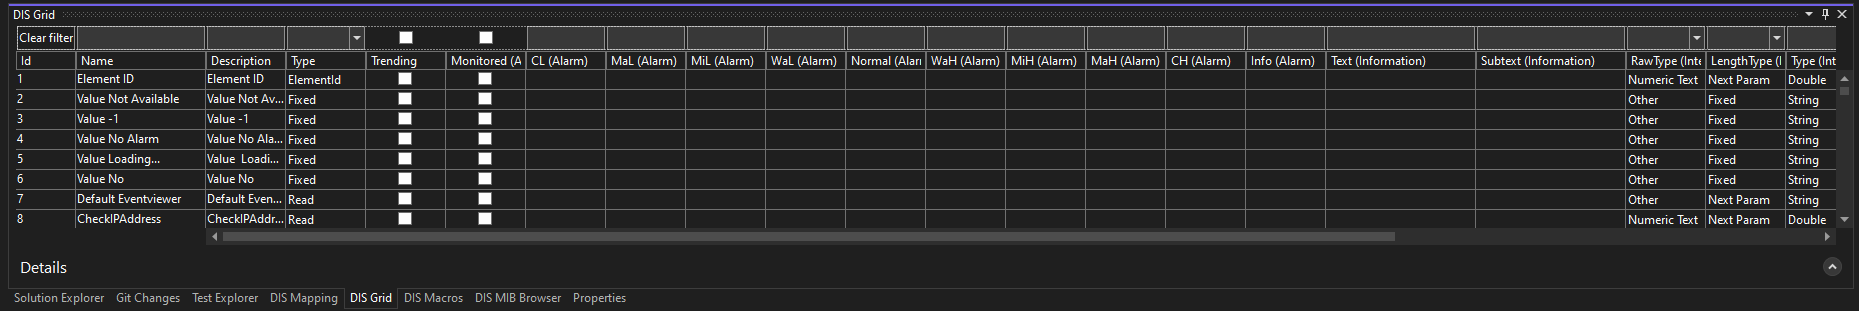 DIS Grid
Clear filter
Id Name Description Type Trending Monitored (A CL (Alarm) MaL (Alarm) MiL (Alarm) WaL (Alarm) Normal (Alarr WaH (Alarm) MiH (Alarm) MaH (Alarm) CH (Alarm) Info (Alarm) Text (Information) Subtext (Information) RawType (Inte LengthType (I Type (Int
1 Element ID Element ID ElementId Numeric Text Next Param Double
2 Value Not Available Value Not Av... Fixed Other Fixed String
3 Value -1 Value -1 Fixed Other Fixed String
4 Value No Alarm Value No Ala... Fixed Other Fixed String
5 Value Loading... Value  Loadi... Fixed Other Fixed String
6 Value No Value No Fixed Other Fixed String
7 Default Eventviewer Default Even... Read Other Next Param String
8 CheckIPAddress CheckIPAddr... Read Numeric Text Next Param Double
Details
Solution Explorer Git Changes Test Explorer DIS Mapping DIS Grid DIS Macros DIS MIB Browser Properties